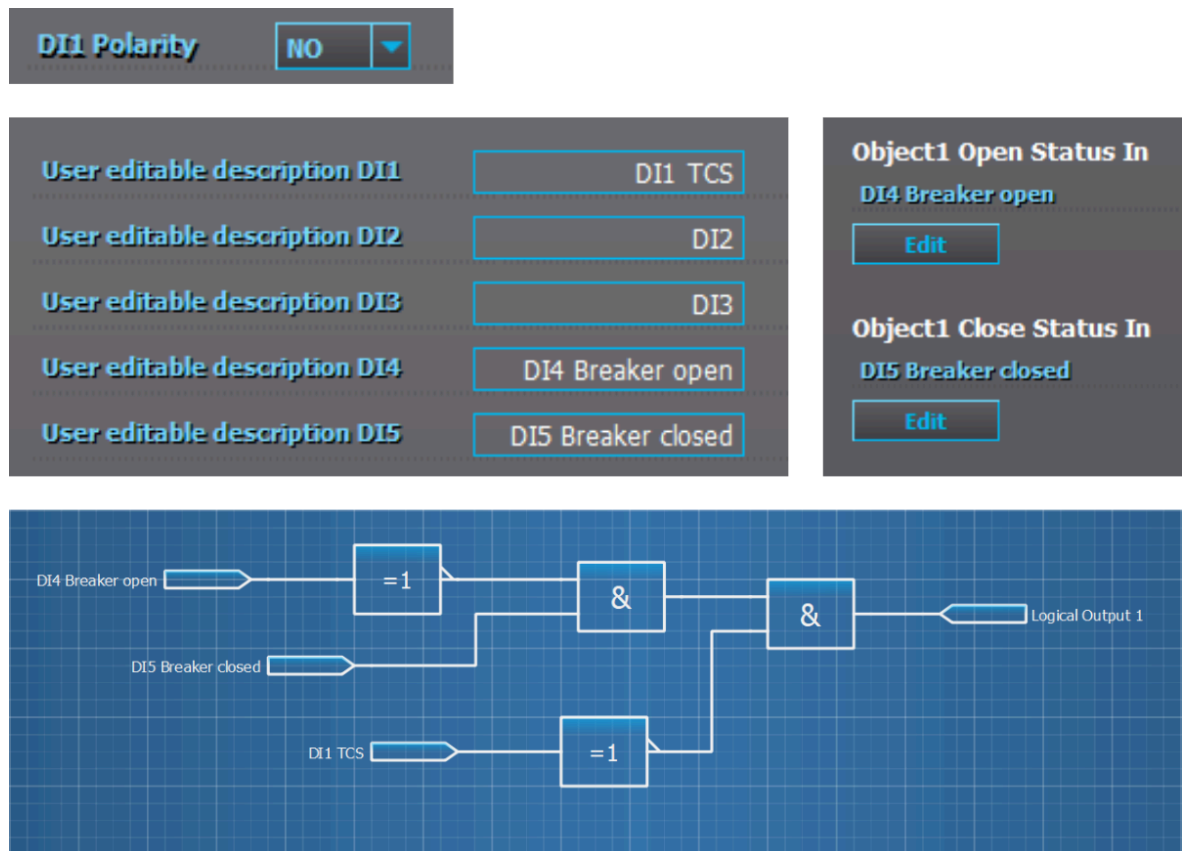 DI1 Polarity NO
User editable description DI1 DI1 TCS
User editable description DI2 DI2
User editable description DI3 DI3
User editable description DI4 DI4 Breaker open
User editable description DI5 DI5 Breaker closed
Object1 Open Status In
DI4 Breaker open
Edit
Object1 Close Status In
DI5 Breaker closed
Edit
DI4 Breaker open
=1
&
&
Logical Output 1
DI5 Breaker closed
DI1 TCS
=1